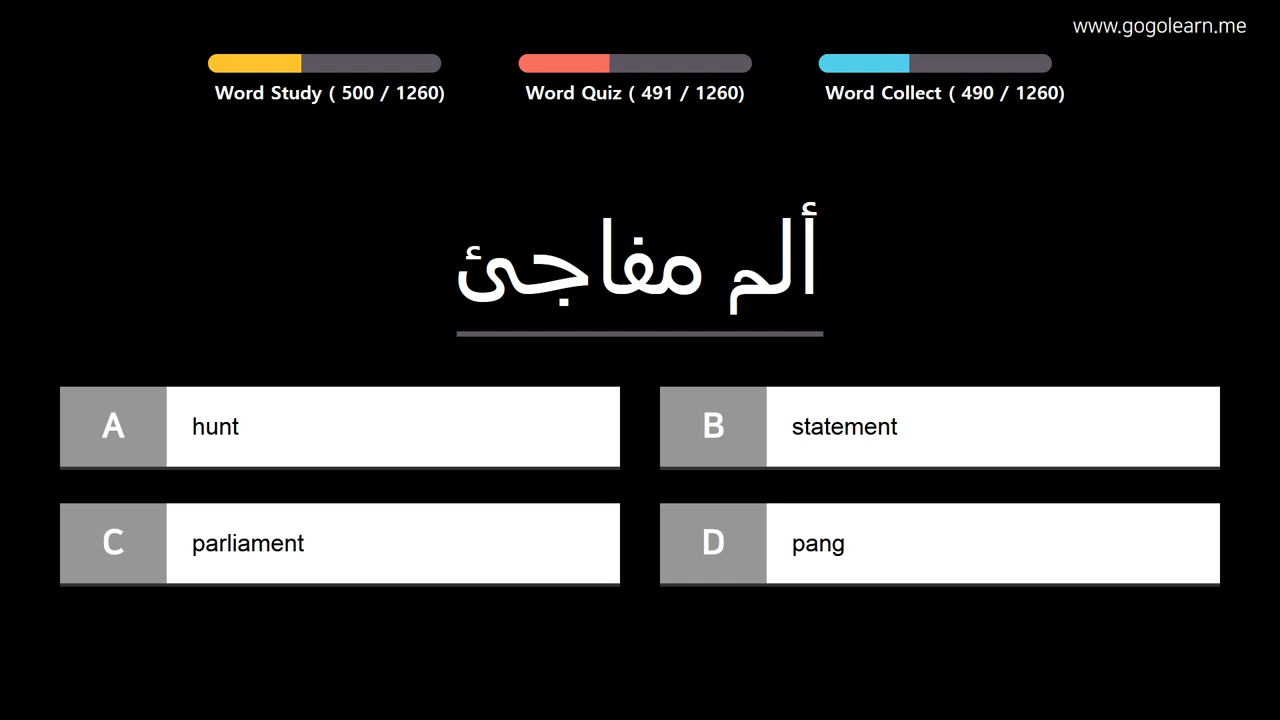 www.gogolearn.me
Word Study ( 500 / 1260)
Word Quiz ( 491 / 1260)
Word Collect ( 490 / 1260)
ألم مفاجئ
A hunt
B statement
C parliament
D pang